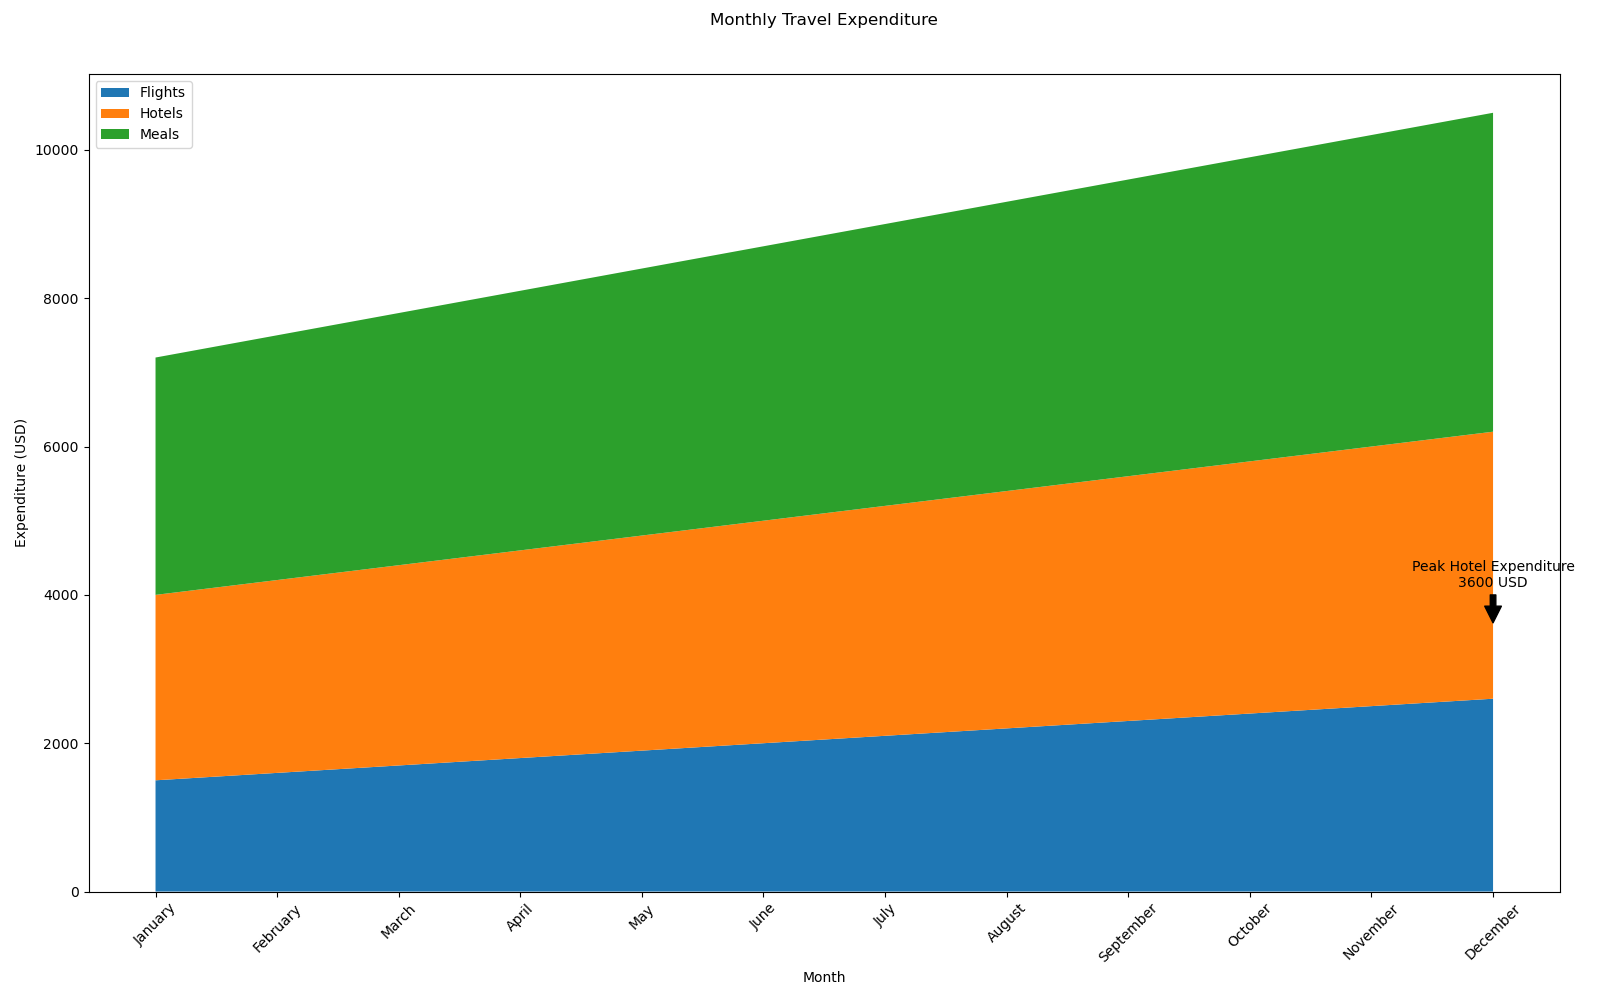 Monthly Travel Expenditure
Flights
Hotels
Meals
10000
8000
6000
4000
2000
0
Expenditure (USD)
Peak Hotel Expenditure
3600 USD
January
February
March
April
May
June
July
August
September
October
November
December
Month